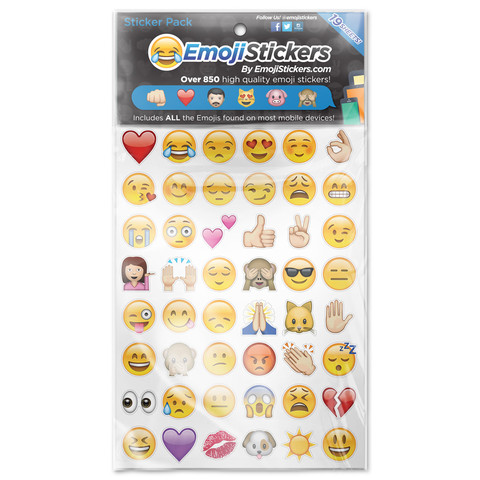 Sticker Pack
Follow Us! @emojistickers
19 SHEETS!
EmojiStickers
By EmojiStickers.com
Over 850 high quality emoji stickers!
Includes ALL the Emojis found on most mobile devices!
zzz